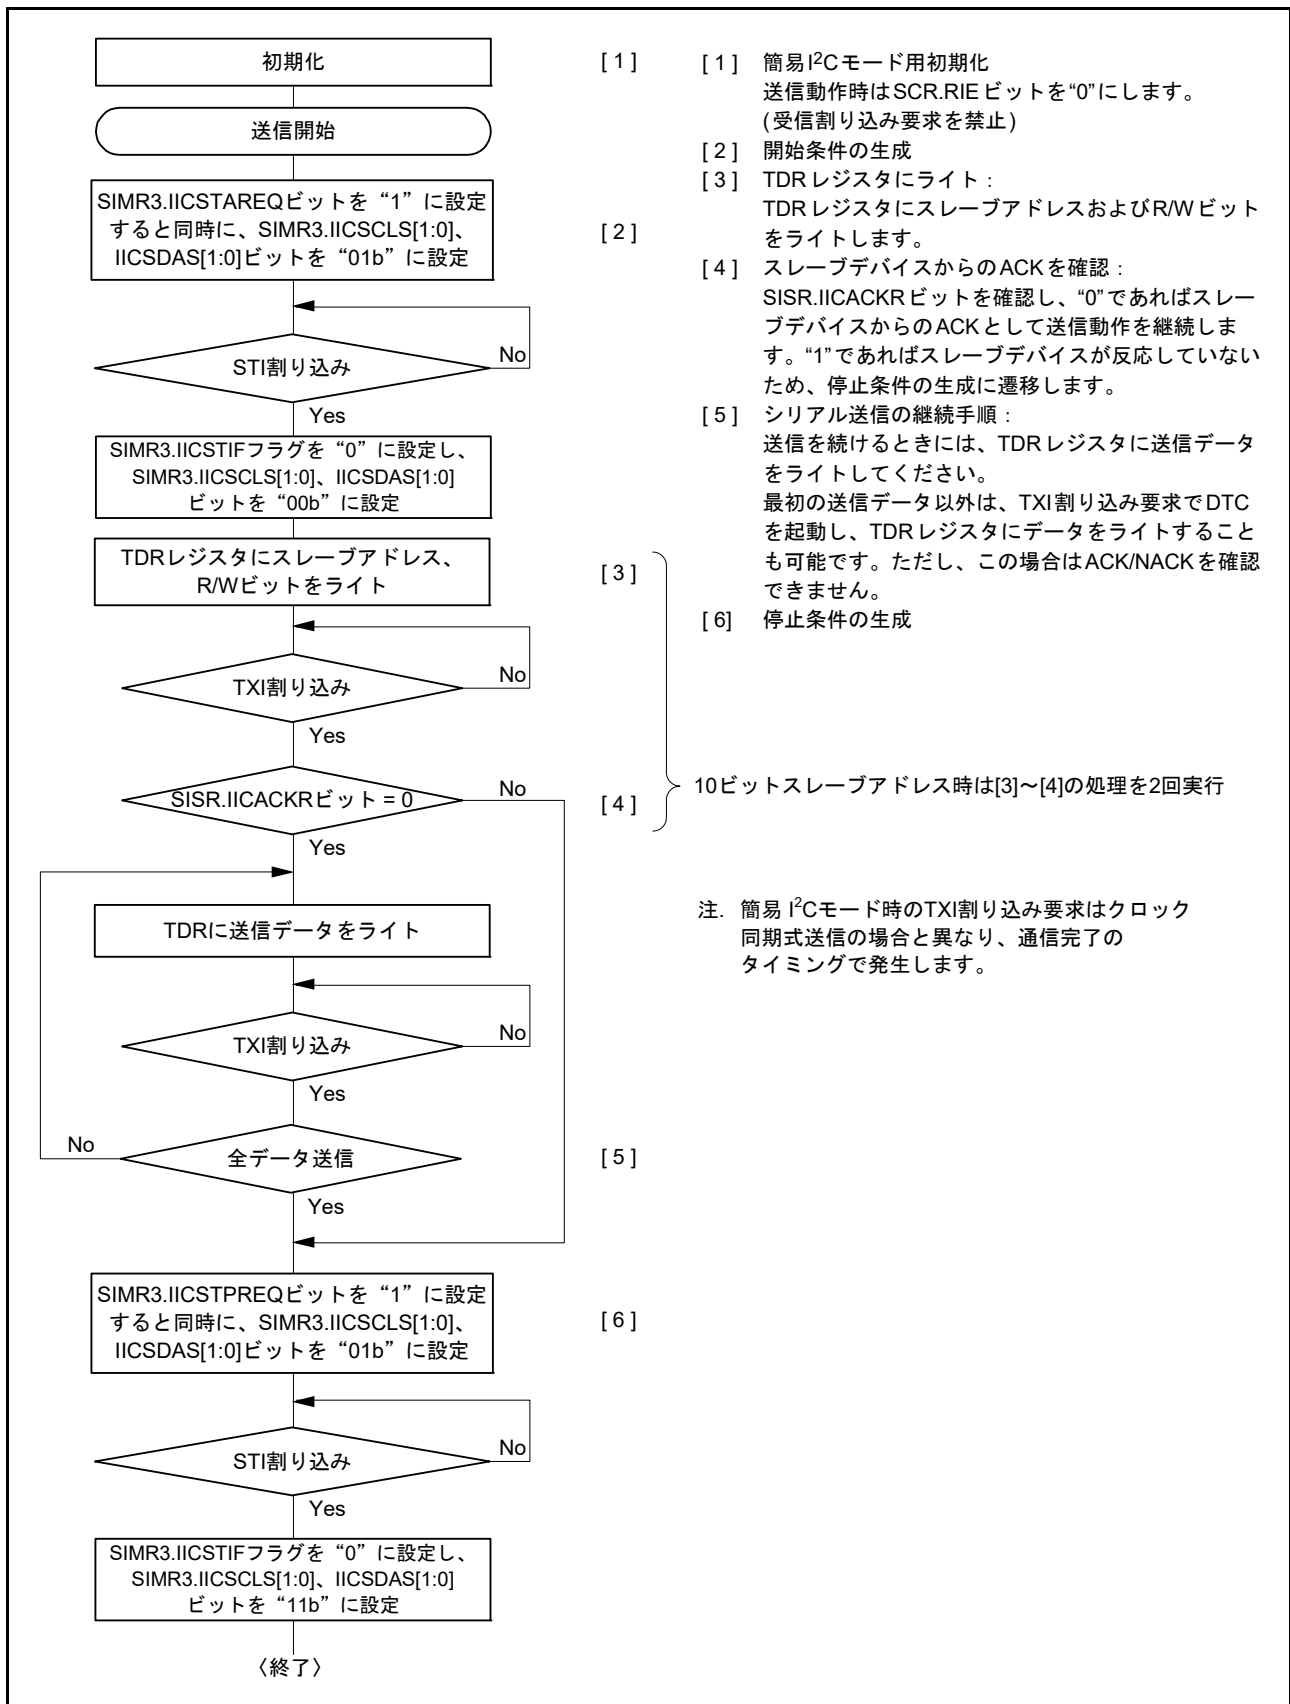 初期化
[ 1 ]
送信開始
SIMR3.IICSTAREQビットを“1”に設定
すると同時に、SIMR3.IICSCLS[1:0]、
IICSDAS[1:0]ビットを“01b”に設定
[ 2 ]
STI割り込み
No
Yes
SIMR3.IICSTIFフラグを“0”に設定し、
SIMR3.IICSCLS[1:0]、IICSDAS[1:0]
ビットを“00b”に設定
TDRレジスタにスレーブアドレス、
R/Wビットをライト
[ 3 ]
TXI割り込み
No
Yes
SISR.IICACKRビット = 0
No
[ 4 ]
Yes
10ビットスレーブアドレス時は[3]～[4]の処理を2回実行
TDRに送信データをライト
TXI割り込み
No
Yes
全データ送信
No
[ 5 ]
Yes
SIMR3.IICSTPREQビットを“1”に設定
すると同時に、SIMR3.IICSCLS[1:0]、
IICSDAS[1:0]ビットを“01b”に設定
[ 6 ]
STI割り込み
No
Yes
SIMR3.IICSTIFフラグを“0”に設定し、
SIMR3.IICSCLS[1:0]、IICSDAS[1:0]
ビットを“11b”に設定
〈終了〉
[ 1 ] 簡易I2Cモード用初期化
送信動作時はSCR.RIEビットを“0”にします。
(受信割り込み要求を禁止)
[ 2 ] 開始条件の生成
[ 3 ] TDRレジスタにライト：
TDRレジスタにスレーブアドレスおよびR/Wビット
をライトします。
[ 4 ] スレーブデバイスからのACKを確認：
SISR.IICACKRビットを確認し、“0”であればスレー
ブデバイスからのACKとして送信動作を継続しま
す。“1”であればスレーブデバイスが反応していない
ため、停止条件の生成に遷移します。
[ 5 ] シリアル送信の継続手順：
送信を続けるときには、TDRレジスタに送信データ
をライトしてください。
最初の送信データ以外は、TXI割り込み要求でDTC
を起動し、TDRレジスタにデータをライトすること
も可能です。ただし、この場合はACK/NACKを確認
できません。
[ 6] 停止条件の生成
注. 簡易 I2Cモード時のTXI割り込み要求はクロック
同期式送信の場合と異なり、通信完了の
タイミングで発生します。